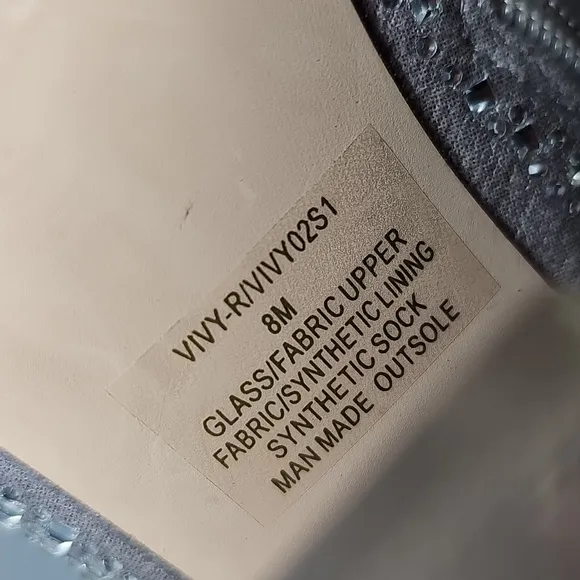 VIVY-R/VIVY02S1
8M
GLASS/FABRIC UPPER
FABRIC/SYNTHETIC LINING
SYNTHETIC SOCK
MAN MADE OUTSOLE